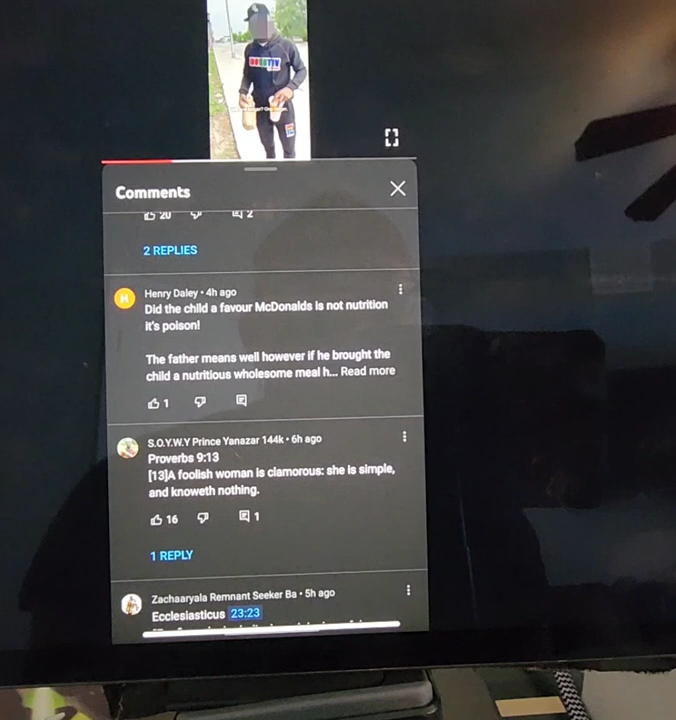 Comments
20
2
2 REPLIES
H
Henry Daley • 4h ago
Did the child a favour McDonalds is not nutrition
it's poison!
The father means well however if he brought the
child a nutritious wholesome meal h... Read more
1
S.O.Y.W.Y Prince Yanazar 144k • 6h ago
Proverbs 9:13
[13]A foolish woman is clamorous: she is simple,
and knoweth nothing.
16
1
1 REPLY
Zachaaryala Remnant Seeker Ba • 5h ago
Ecclesiasticus 23:23